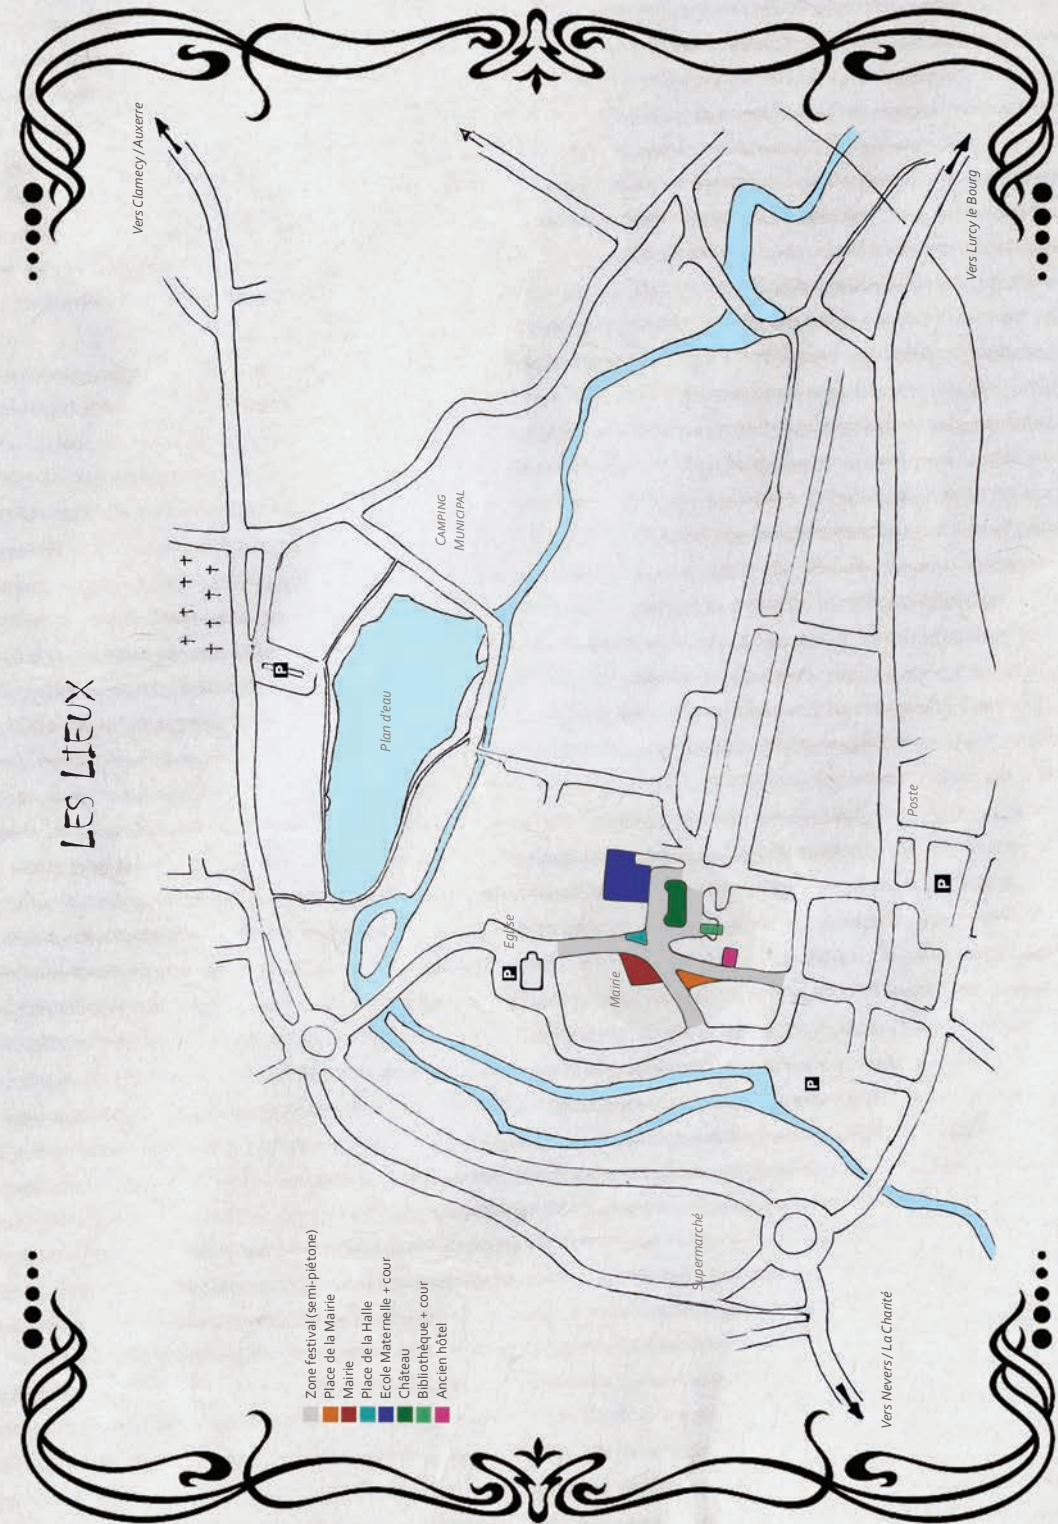 LES LIEUX
Zone festival (semi-piétone)
Place de la Mairie
Mairie
Place de la Halle
Ecole Maternelle + cour
Château
Bibliothèque + cour
Ancien hôtel
Vers Clamecy / Auxerre
P
Plan d'eau
CAMPING
MUNICIPAL
P
Eglise
Mairie
Supermarché
P
P
Poste
Vers Nevers / La Charité
Vers Lurcy le Bourg